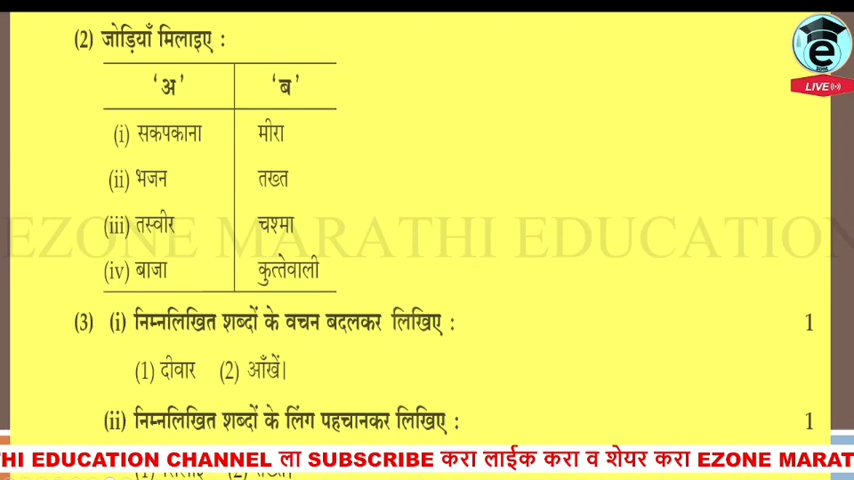 (2) जोड़ियाँ मिलाइए :
'अ' 'ब'
(i) सकपकाना मीरा
(ii) भजन तख्त
(iii) तस्वीर चश्मा
(iv) बाजा कुत्तेवाली
EZONE MARATHI EDUCATION
(3) (i) निम्नलिखित शब्दों के वचन बदलकर लिखिए : 1
(1) दीवार (2) आँखें।
(ii) निम्नलिखित शब्दों के लिंग पहचानकर लिखिए : 1
THI EDUCATION CHANNEL ला SUBSCRIBE करा लाईक करा व शेयर करा EZONE MARAT
e
LIVE